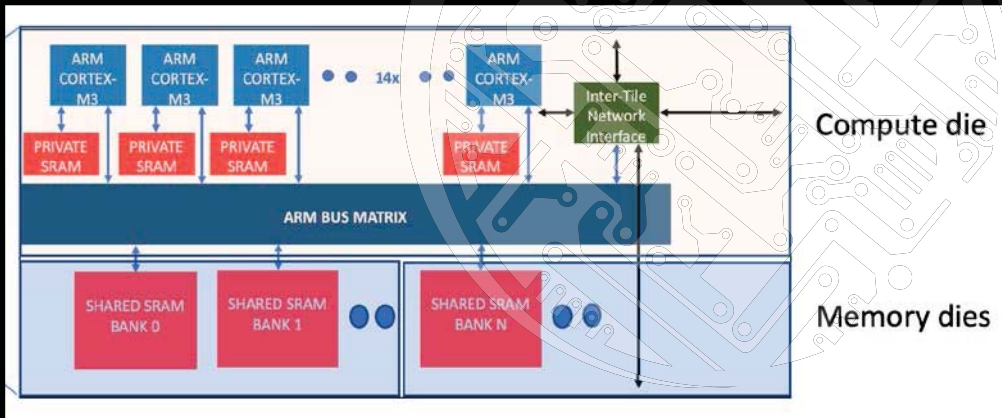 ARM
CORTEX-
M3
ARM
CORTEX-
M3
ARM
CORTEX-
M3
14x
ARM
CORTEX-
M3
Inter-Tile
Network
Interface
PRIVATE
SRAM
PRIVATE
SRAM
PRIVATE
SRAM
PRIVATE
SRAM
Compute die
ARM BUS MATRIX
SHARED SRAM
BANK 0
SHARED SRAM
BANK 1
SHARED SRAM
BANK N
Memory dies